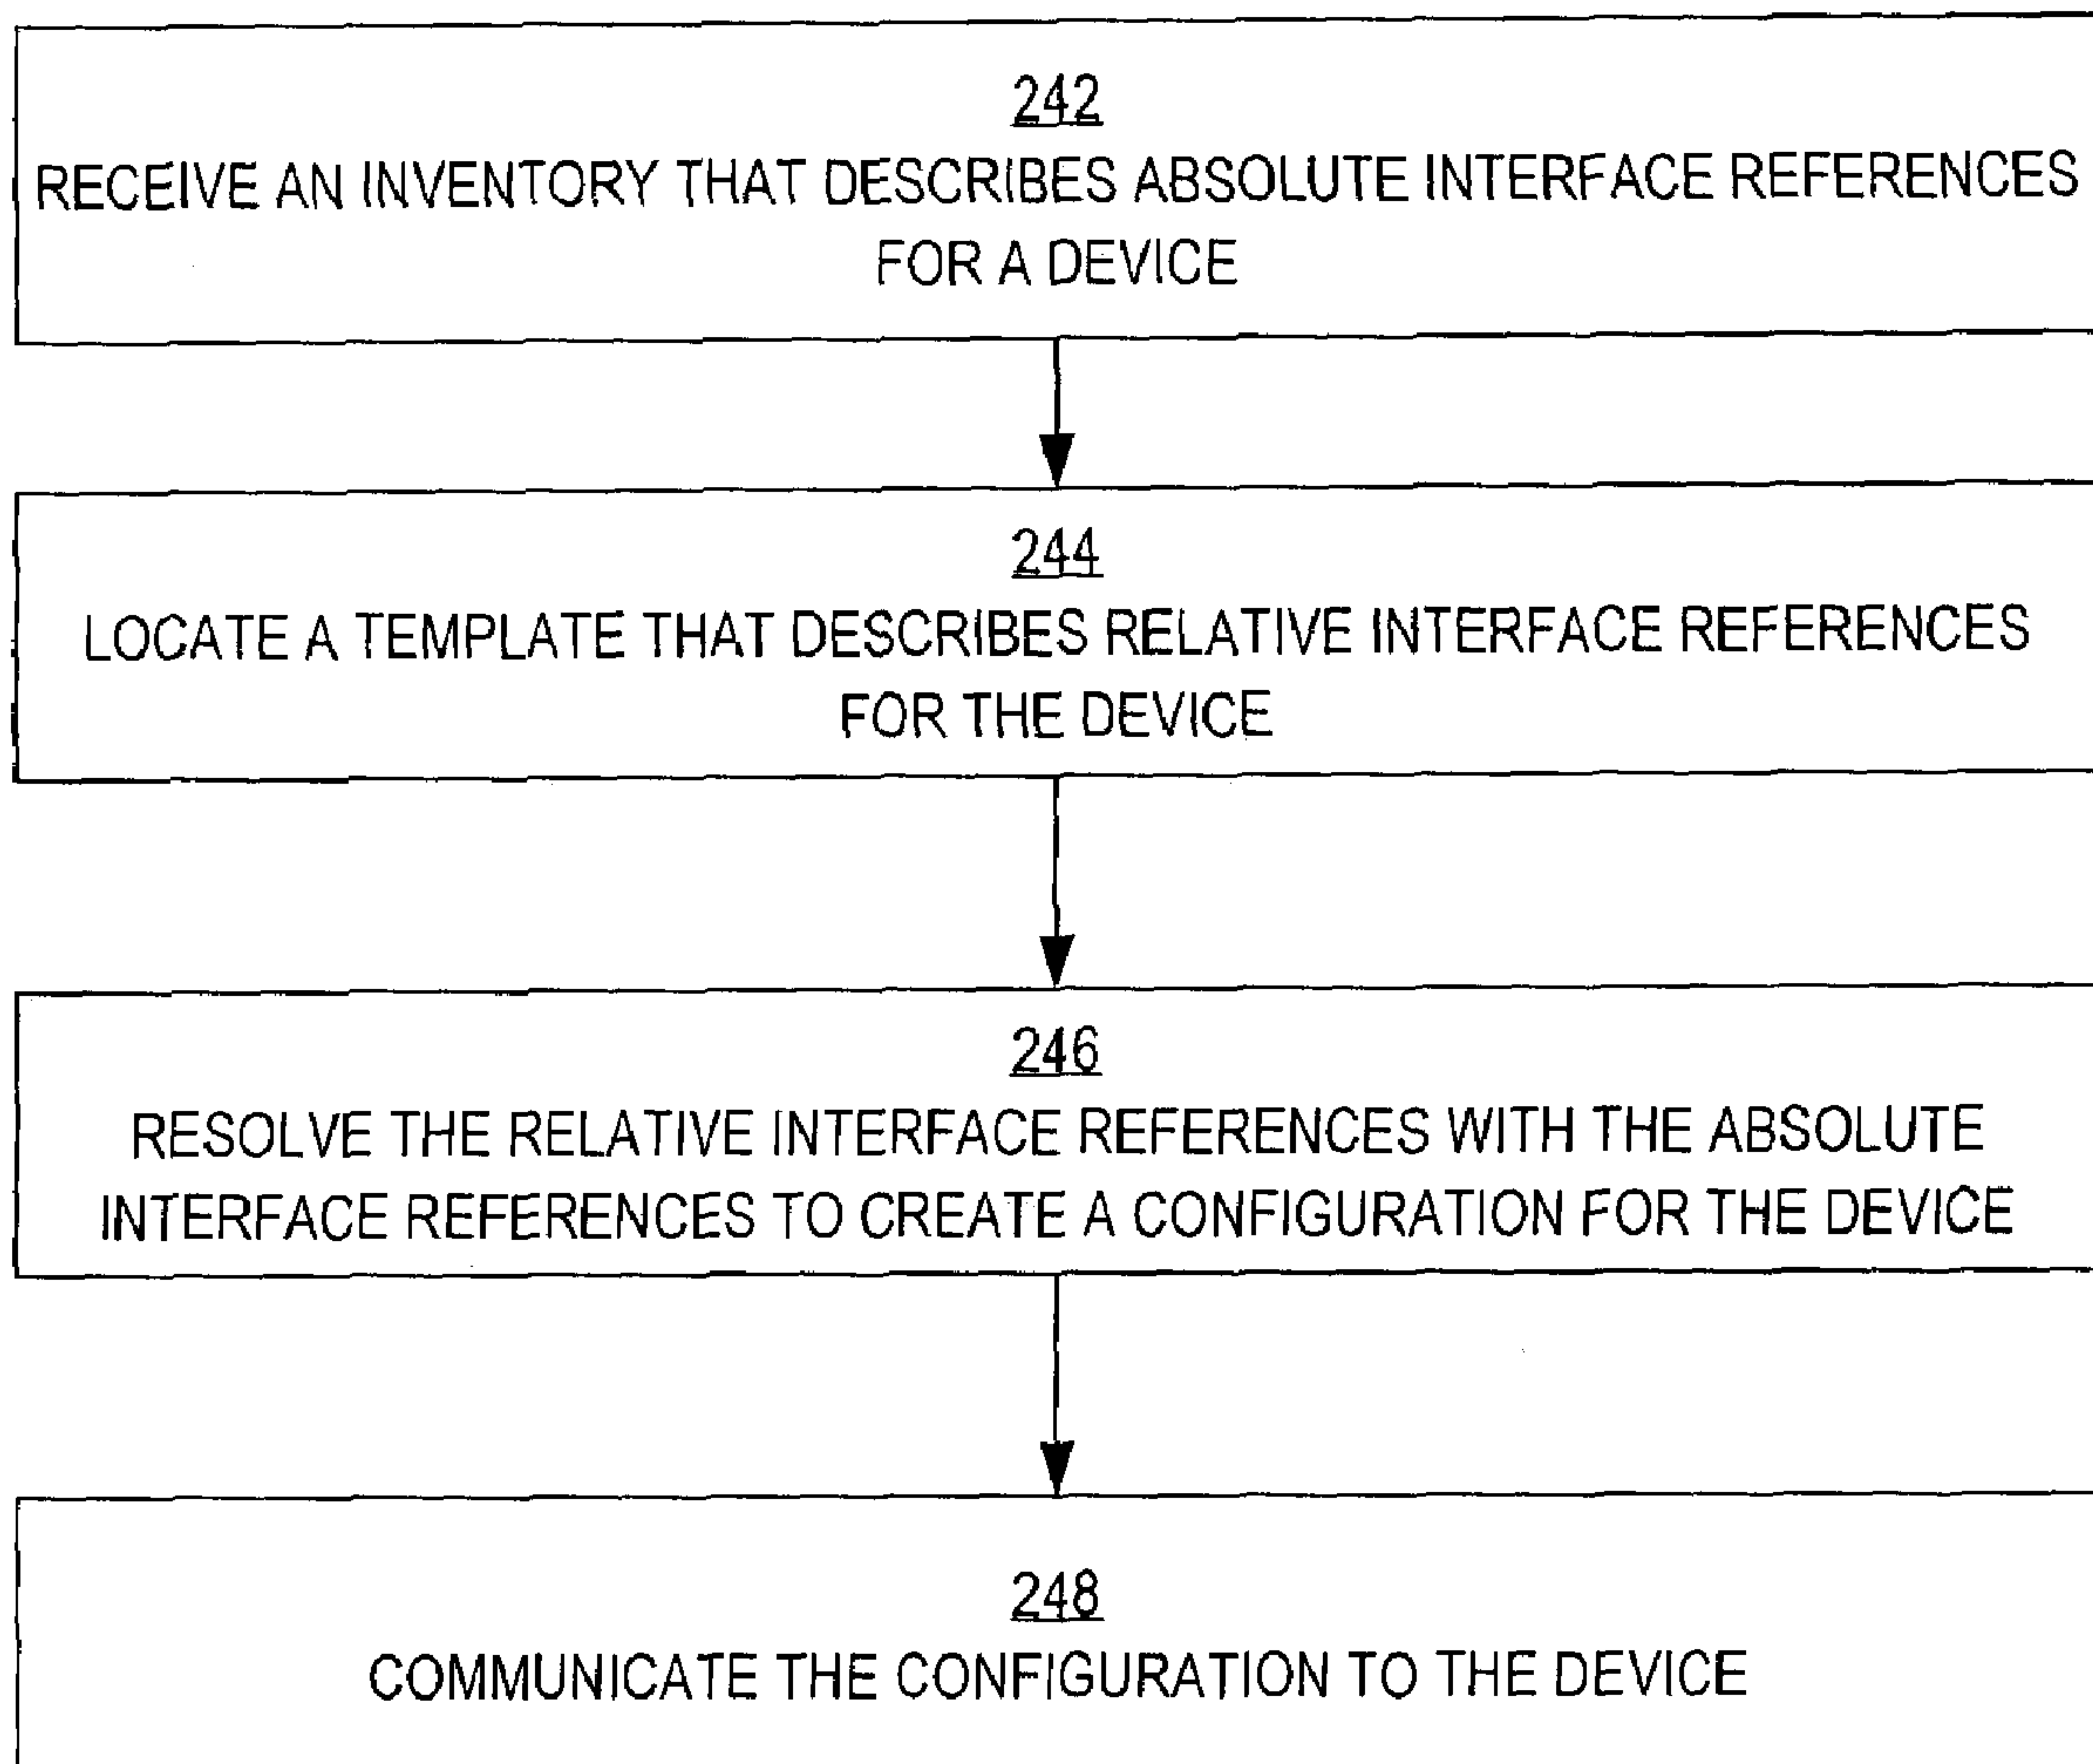 242
RECEIVE AN INVENTORY THAT DESCRIBES ABSOLUTE INTERFACE REFERENCES
FOR A DEVICE
244
LOCATE A TEMPLATE THAT DESCRIBES RELATIVE INTERFACE REFERENCES
FOR THE DEVICE
246
RESOLVE THE RELATIVE INTERFACE REFERENCES WITH THE ABSOLUTE
INTERFACE REFERENCES TO CREATE A CONFIGURATION FOR THE DEVICE
248
COMMUNICATE THE CONFIGURATION TO THE DEVICE